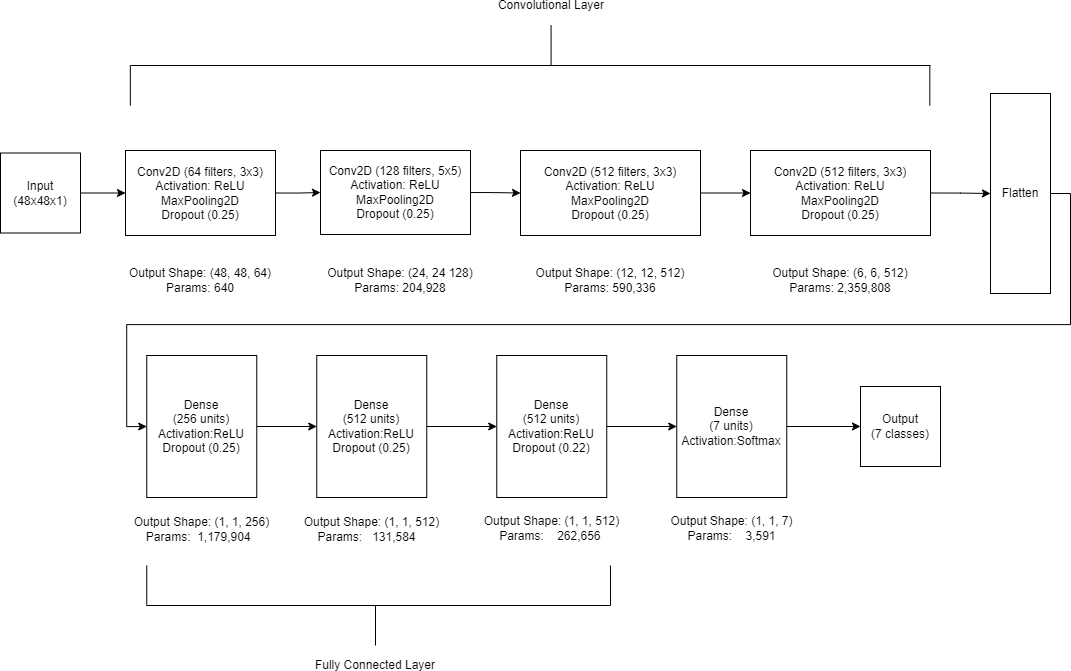 Convolutional Layer
Input
(48x48x1)
Conv2D (64 filters, 3x3)
Activation: ReLU
MaxPooling2D
Dropout (0.25)
Output Shape: (48, 48, 64)
Params: 640
Conv2D (128 filters, 5x5)
Activation: ReLU
MaxPooling2D
Dropout (0.25)
Output Shape: (24, 24 128)
Params: 204,928
Conv2D (512 filters, 3x3)
Activation: ReLU
MaxPooling2D
Dropout (0.25)
Output Shape: (12, 12, 512)
Params: 590,336
Conv2D (512 filters, 3x3)
Activation: ReLU
MaxPooling2D
Dropout (0.25)
Output Shape: (6, 6, 512)
Params: 2,359,808
Flatten
Dense
(256 units)
Activation:ReLU
Dropout (0.25)
Output Shape: (1, 1, 256)
Params: 1,179,904
Dense
(512 units)
Activation:ReLU
Dropout (0.25)
Output Shape: (1, 1, 512)
Params: 131,584
Dense
(512 units)
Activation:ReLU
Dropout (0.22)
Output Shape: (1, 1, 512)
Params: 262,656
Dense
(7 units)
Activation:Softmax
Output Shape: (1, 1, 7)
Params: 3,591
Output
(7 classes)
Fully Connected Layer